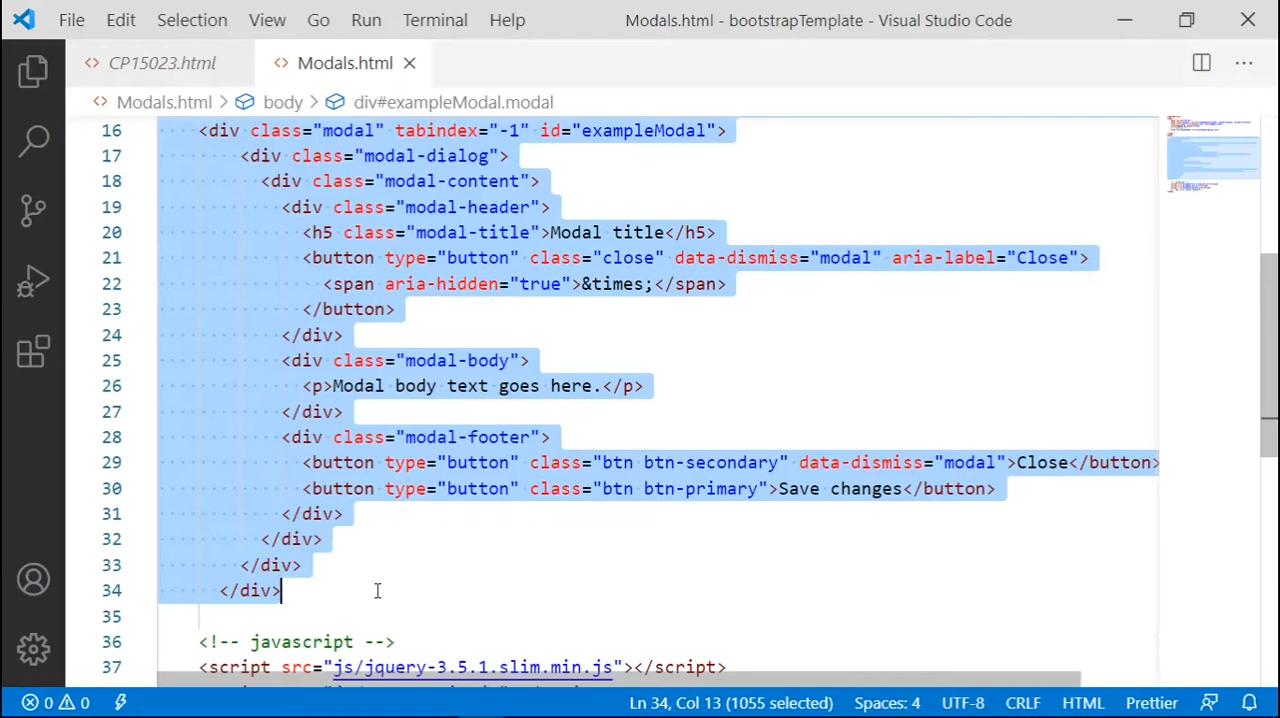 File Edit Selection View Go Run Terminal Help Modals.html - bootstrapTemplate - Visual Studio Code
CP15023.html Modals.html
Modals.html > body > div#exampleModal.modal
16 <div class="modal" tabindex="-1" id="exampleModal">
17 <div class="modal-dialog">
18 <div class="modal-content">
19 <div class="modal-header">
20 <h5 class="modal-title">Modal title</h5>
21 <button type="button" class="close" data-dismiss="modal" aria-label="Close">
22 <span aria-hidden="true">&times;</span>
23 </button>
24 </div>
25 <div class="modal-body">
26 <p>Modal body text goes here.</p>
27 </div>
28 <div class="modal-footer">
29 <button type="button" class="btn btn-secondary" data-dismiss="modal">Close</button>
30 <button type="button" class="btn btn-primary">Save changes</button>
31 </div>
32 </div>
33 </div>
34 </div>
35
36 <!-- javascript -->
37 <script src="js/jquery-3.5.1.slim.min.js"></script>
0 0 Ln 34, Col 13 (1055 selected) Spaces: 4 UTF-8 CRLF HTML Prettier